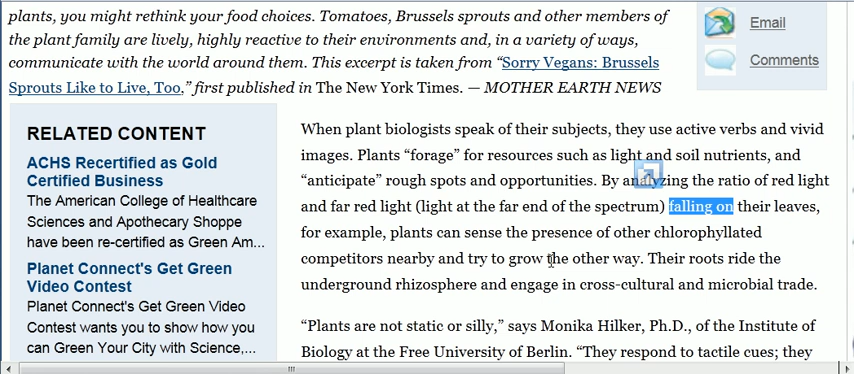 plants, you might rethink your food choices. Tomatoes, Brussels sprouts and other members of
the plant family are lively, highly reactive to their environments and, in a variety of ways,
communicate with the world around them. This excerpt is taken from “Sorry Vegans: Brussels
Sprouts Like to Live, Too,” first published in The New York Times. — MOTHER EARTH NEWS
Email
Comments
RELATED CONTENT
ACHS Recertified as Gold
Certified Business
The American College of Healthcare
Sciences and Apothecary Shoppe
have been re-certified as Green Am...
Planet Connect's Get Green
Video Contest
Planet Connect's Get Green Video
Contest wants you to show how you
can Green Your City with Science,...
When plant biologists speak of their subjects, they use active verbs and vivid
images. Plants “forage” for resources such as light and soil nutrients, and
“anticipate” rough spots and opportunities. By analyzing the ratio of red light
and far red light (light at the far end of the spectrum) falling on their leaves,
for example, plants can sense the presence of other chlorophyllated
competitors nearby and try to grow the other way. Their roots ride the
underground rhizosphere and engage in cross-cultural and microbial trade.
“Plants are not static or silly,” says Monika Hilker, Ph.D., of the Institute of
Biology at the Free University of Berlin. “They respond to tactile cues; they